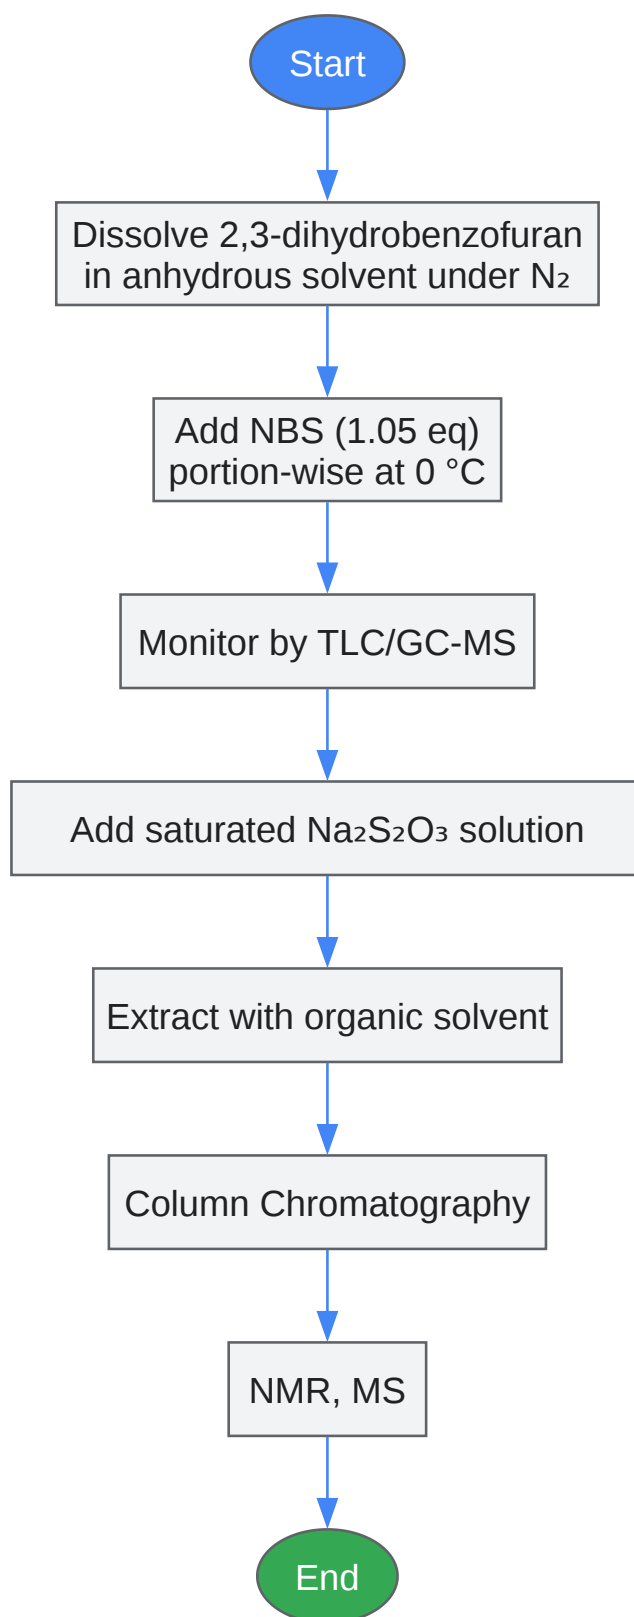 Start
Dissolve 2,3-dihydrobenzofuran
in anhydrous solvent under N₂
Add NBS (1.05 eq)
portion-wise at 0 °C
Monitor by TLC/GC-MS
Add saturated Na₂S₂O₃ solution
Extract with organic solvent
Column Chromatography
NMR, MS
End